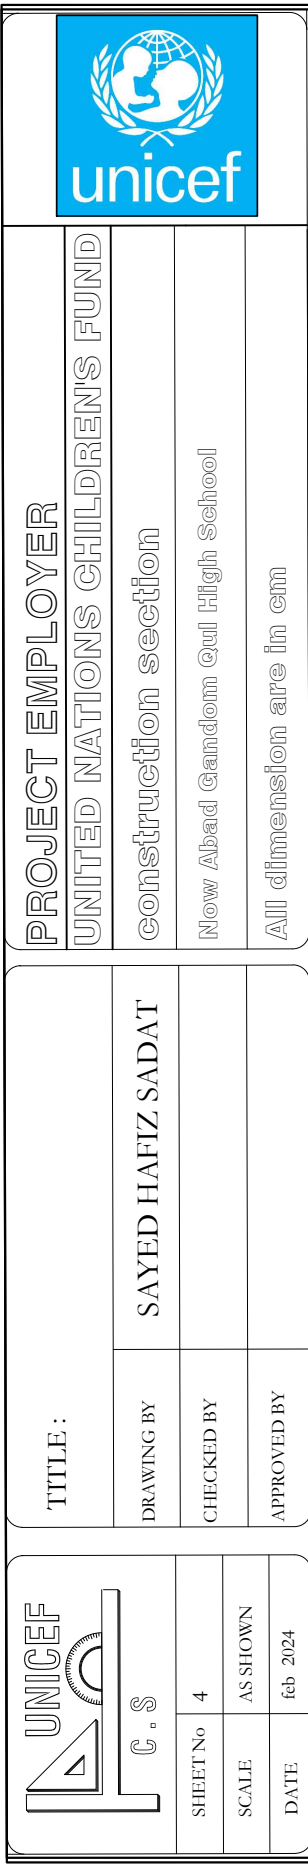 unicef
PROJECT EMPLOYER
UNITED NATIONS CHILDREN'S FUND
construction section
Now Abad Gandom Qul High School
All dimension are in cm
TITLE :
DRAWING BY SAYED HAFIZ SADAT
CHECKED BY
APPROVED BY
UNICEF
C . S
SHEET No 4
SCALE AS SHOWN
DATE feb 2024